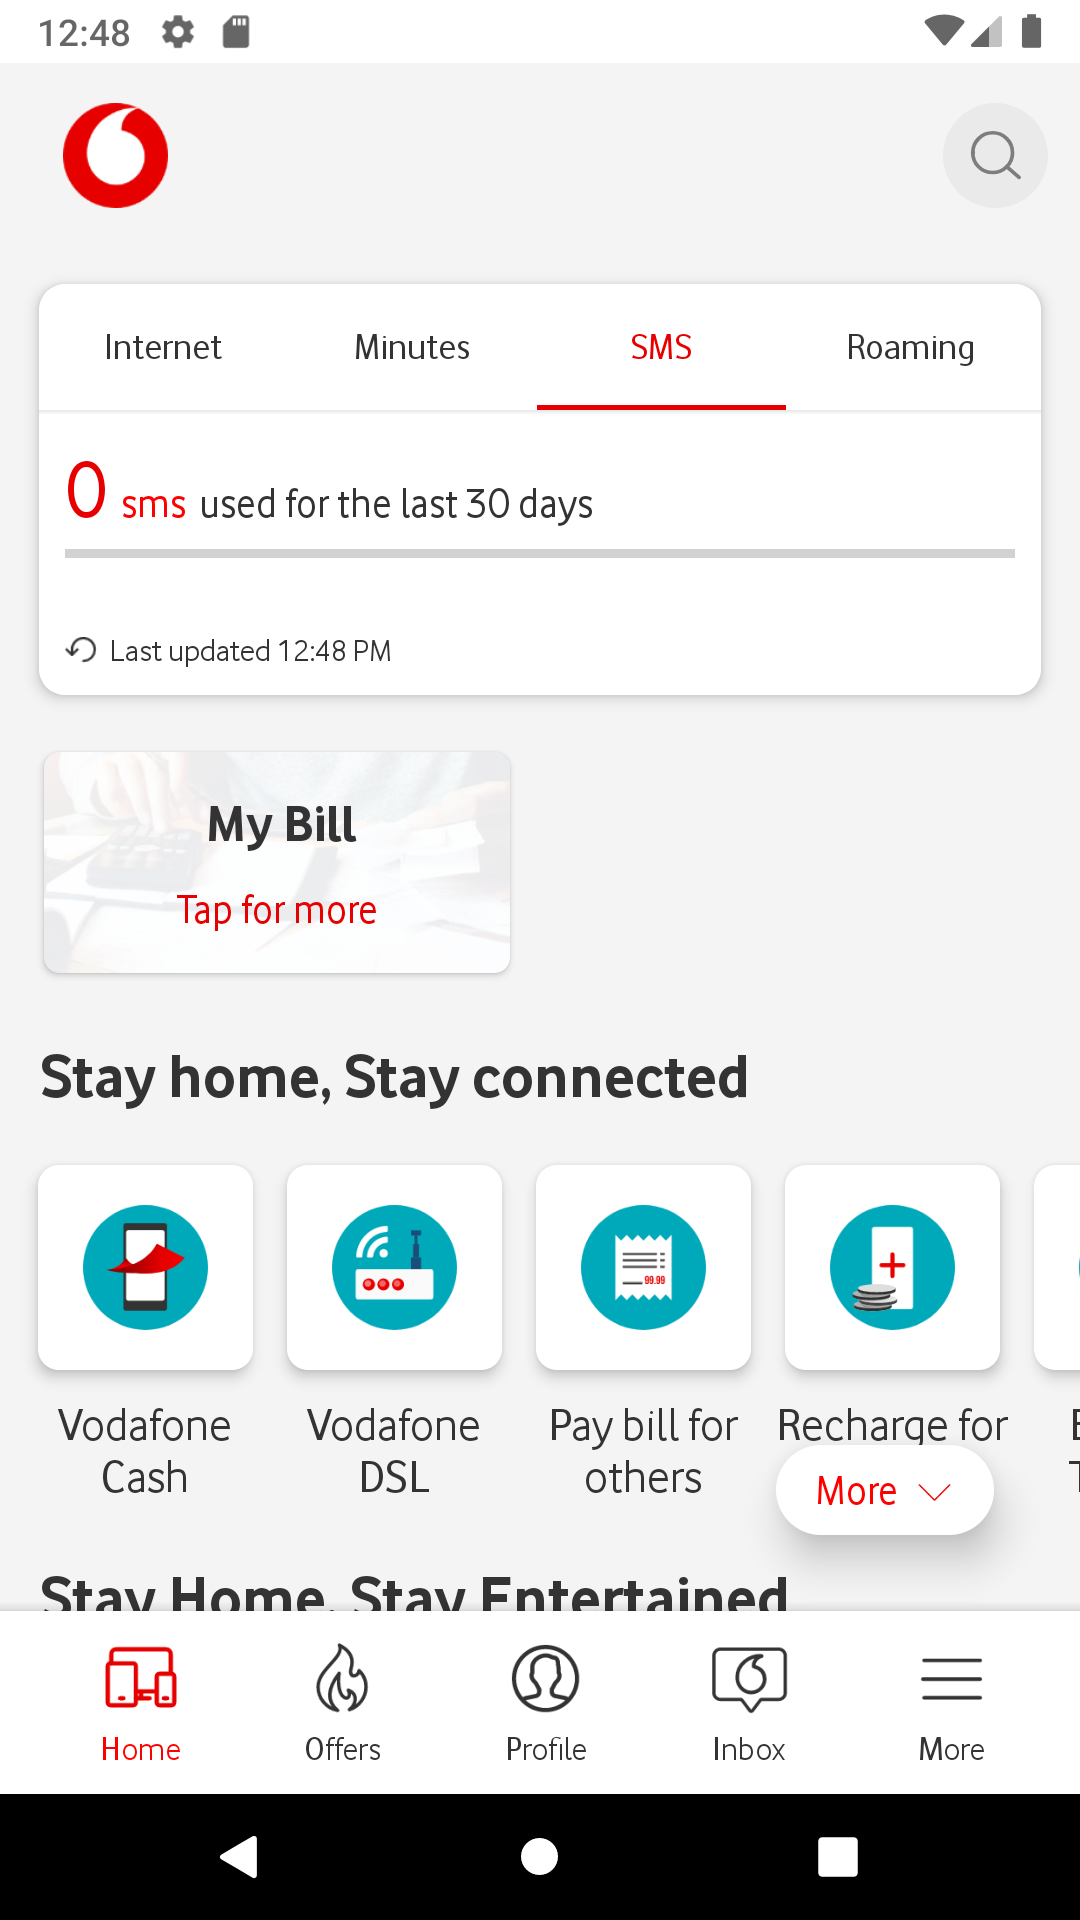 12:48
Internet Minutes SMS Roaming
0 sms used for the last 30 days
Last updated 12:48 PM
My Bill
Tap for more
Stay home, Stay connected
99.99
Vodafone Cash
Vodafone DSL
Pay bill for others
Recharge for
More
Stay Home, Stay Entertained
Home Offers Profile Inbox More